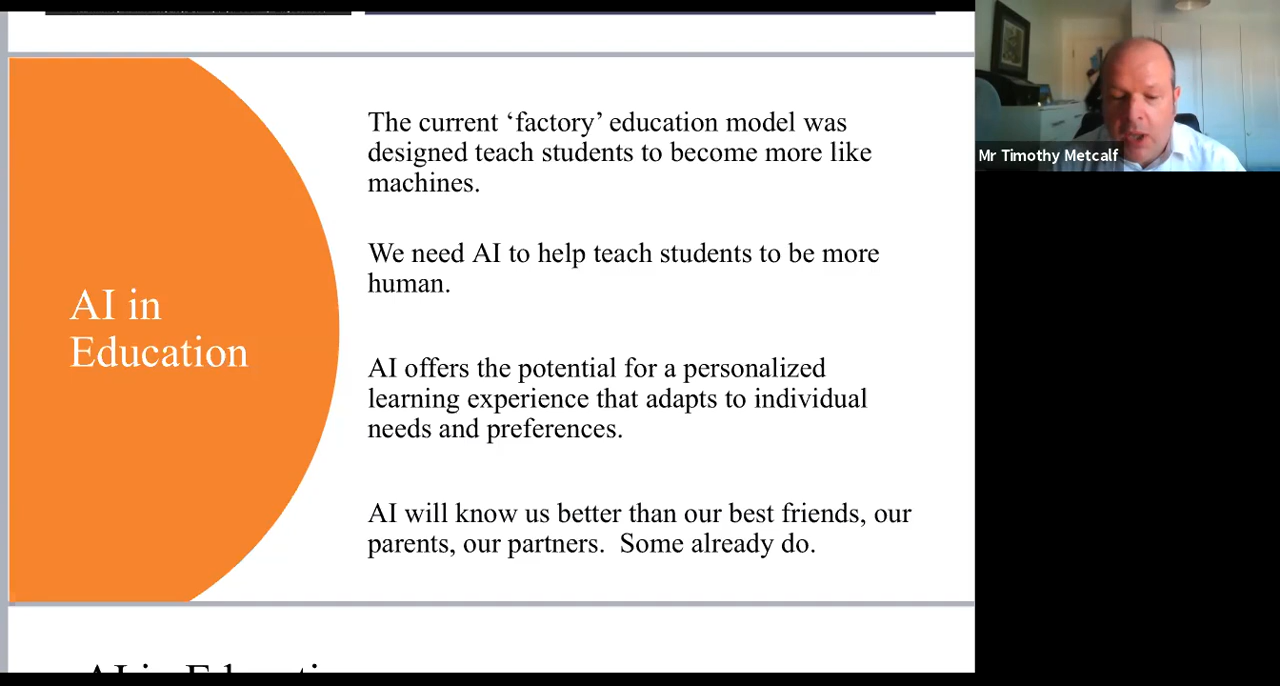 AI in
Education
The current ‘factory’ education model was
designed teach students to become more like
machines.
We need AI to help teach students to be more
human.
AI offers the potential for a personalized
learning experience that adapts to individual
needs and preferences.
AI will know us better than our best friends, our
parents, our partners.  Some already do.
Mr Timothy Metcalf